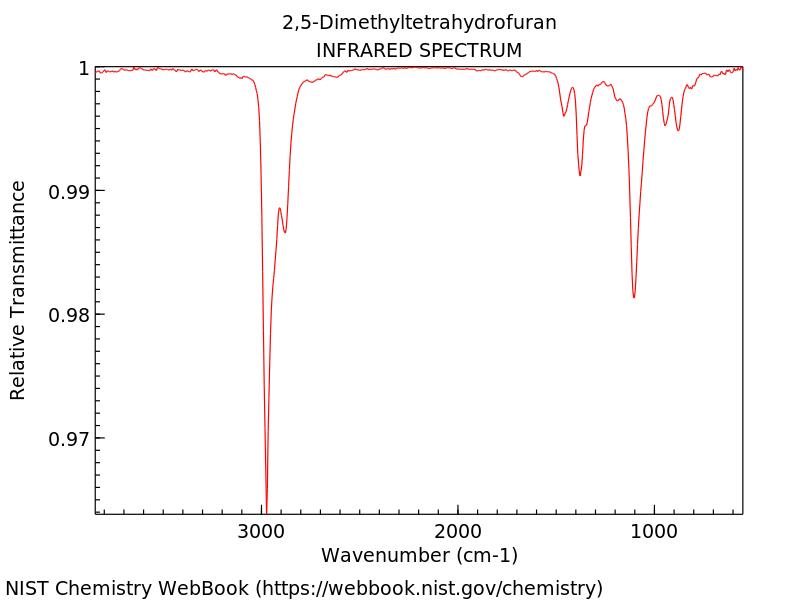 2,5-Dimethyltetrahydrofuran
INFRARED SPECTRUM
1
0.99
0.98
0.97
Relative Transmittance
3000 2000 1000
Wavenumber (cm-1)
NIST Chemistry WebBook (https://webbook.nist.gov/chemistry)